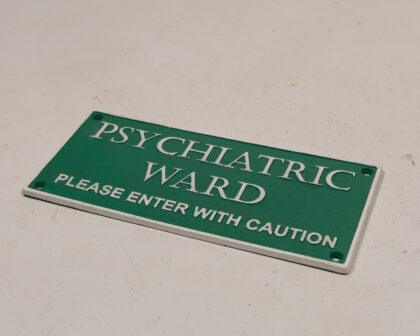 PSYCHIATRIC
WARD
PLEASE ENTER WITH CAUTION